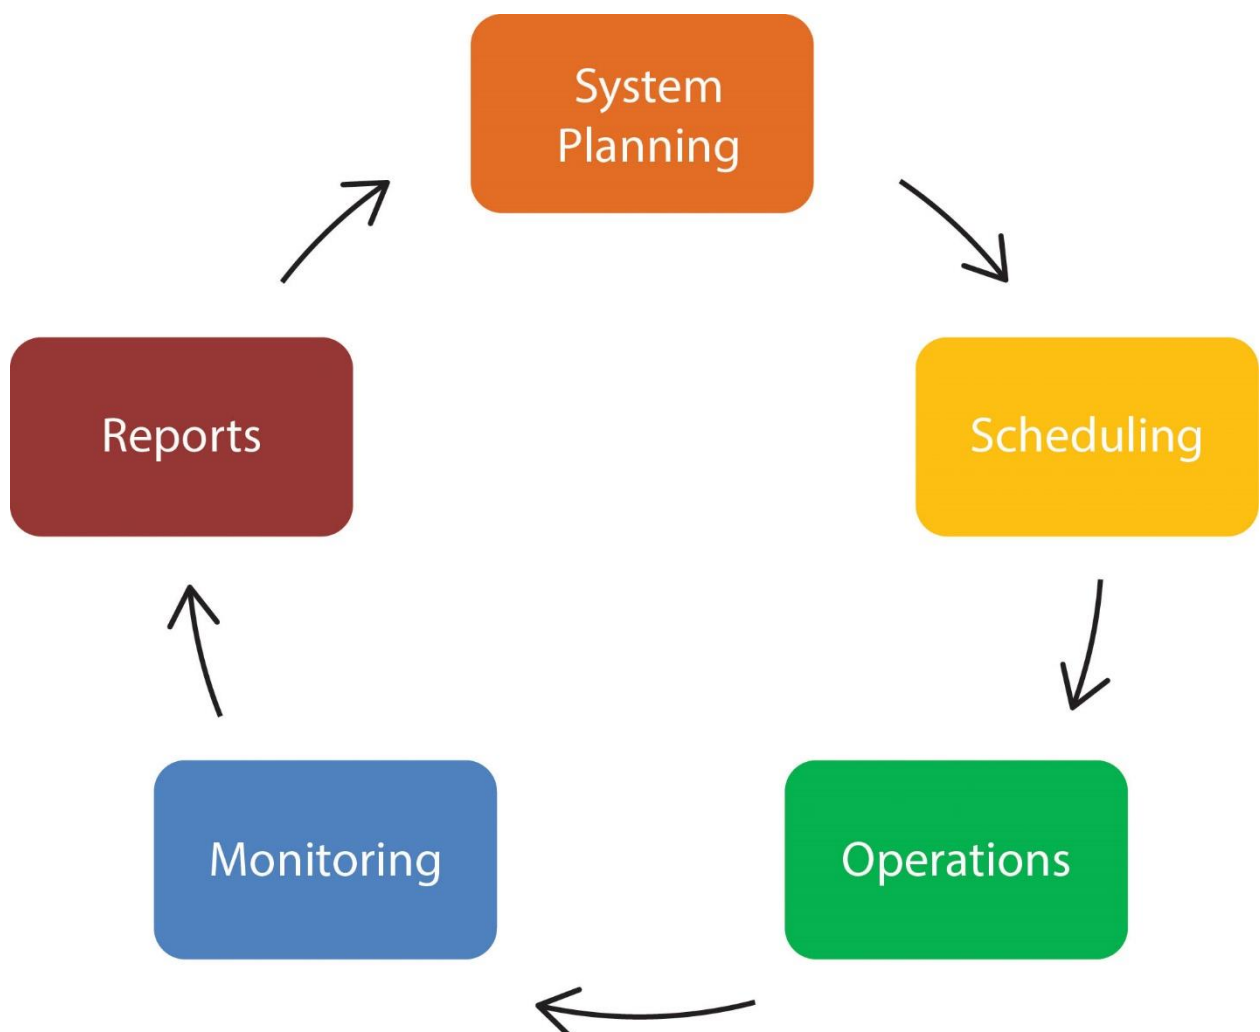 System
Planning
Scheduling
Operations
Monitoring
Reports